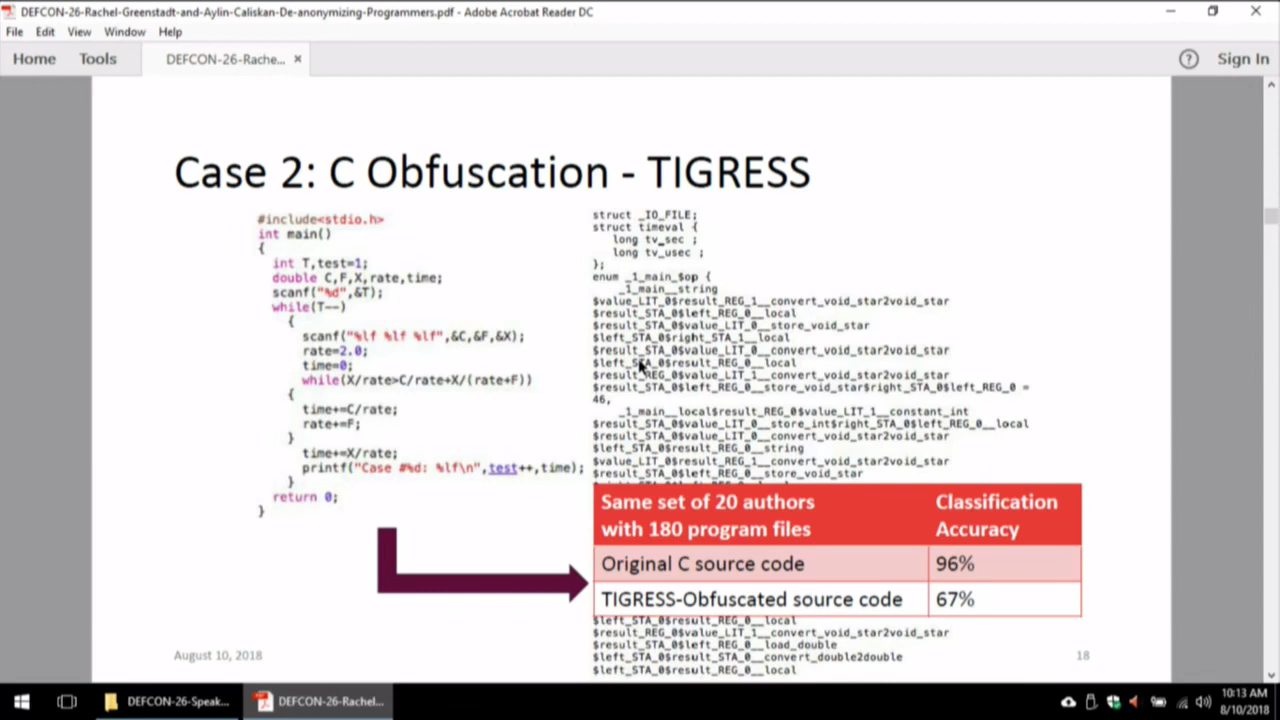 DEFCON-26-Rachel-Greenstadt-and-Aylin-Caliskan-De-anonymizing-Programmers.pdf - Adobe Acrobat Reader DC
File Edit View Window Help
Home Tools DEFCON-26-Rache... × ? Sign In
Case 2: C Obfuscation - TIGRESS
#include<stdio.h>
int main()
{
int T,test=1;
double C,F,X,rate,time;
scanf("%d",&T);
while(T--)
{
scanf("%lf %lf %lf",&C,&F,&X);
rate=2.0;
time=0;
while(X/rate>C/rate+X/(rate+F))
{
time+=C/rate;
rate+=F;
}
time+=X/rate;
printf("Case #%d: %lf\n",test++,time);
}
return 0;
}
struct _IO_FILE;
struct timeval {
long tv_sec ;
long tv_usec ;
};
enum _1_main_$op {
_1_main__string
$value_LIT_0$result_REG_1__convert_void_star2void_star
$result_STA_0$left_REG_0__local
$result_STA_0$value_LIT_0__store_void_star
$left_STA_0$right_STA_1__local
$result_STA_0$value_LIT_0__convert_void_star2void_star
$left_STA_0$result_REG_0__local
$result_REG_0$value_LIT_1__convert_void_star2void_star
$result_STA_0$left_REG_0__store_void_star$right_STA_0$left_REG_0 =
46,
_1_main__local$result_REG_0$value_LIT_1__constant_int
$result_STA_0$left_REG_0__store_int$right_STA_0$left_REG_0__local
$result_STA_0$value_LIT_0__convert_void_star2void_star
$left_STA_0$result_REG_0__string
$value_LIT_0$result_REG_1__convert_void_star2void_star
$result_STA_0$left_REG_0__store_void_star
Same set of 20 authors
with 180 program files
Classification
Accuracy
Original C source code 96%
TIGRESS-Obfuscated source code 67%
$left_STA_0$result_REG_0__local
$result_REG_0$value_LIT_1__convert_void_star2void_star
$result_STA_0$left_REG_0__load_double
$left_STA_0$result_STA_0__convert_double2double
$left_STA_0$result_REG_0__local
August 10, 2018 18
DEFCON-26-Speak... DEFCON-26-Rachel...
10:13 AM
8/10/2018